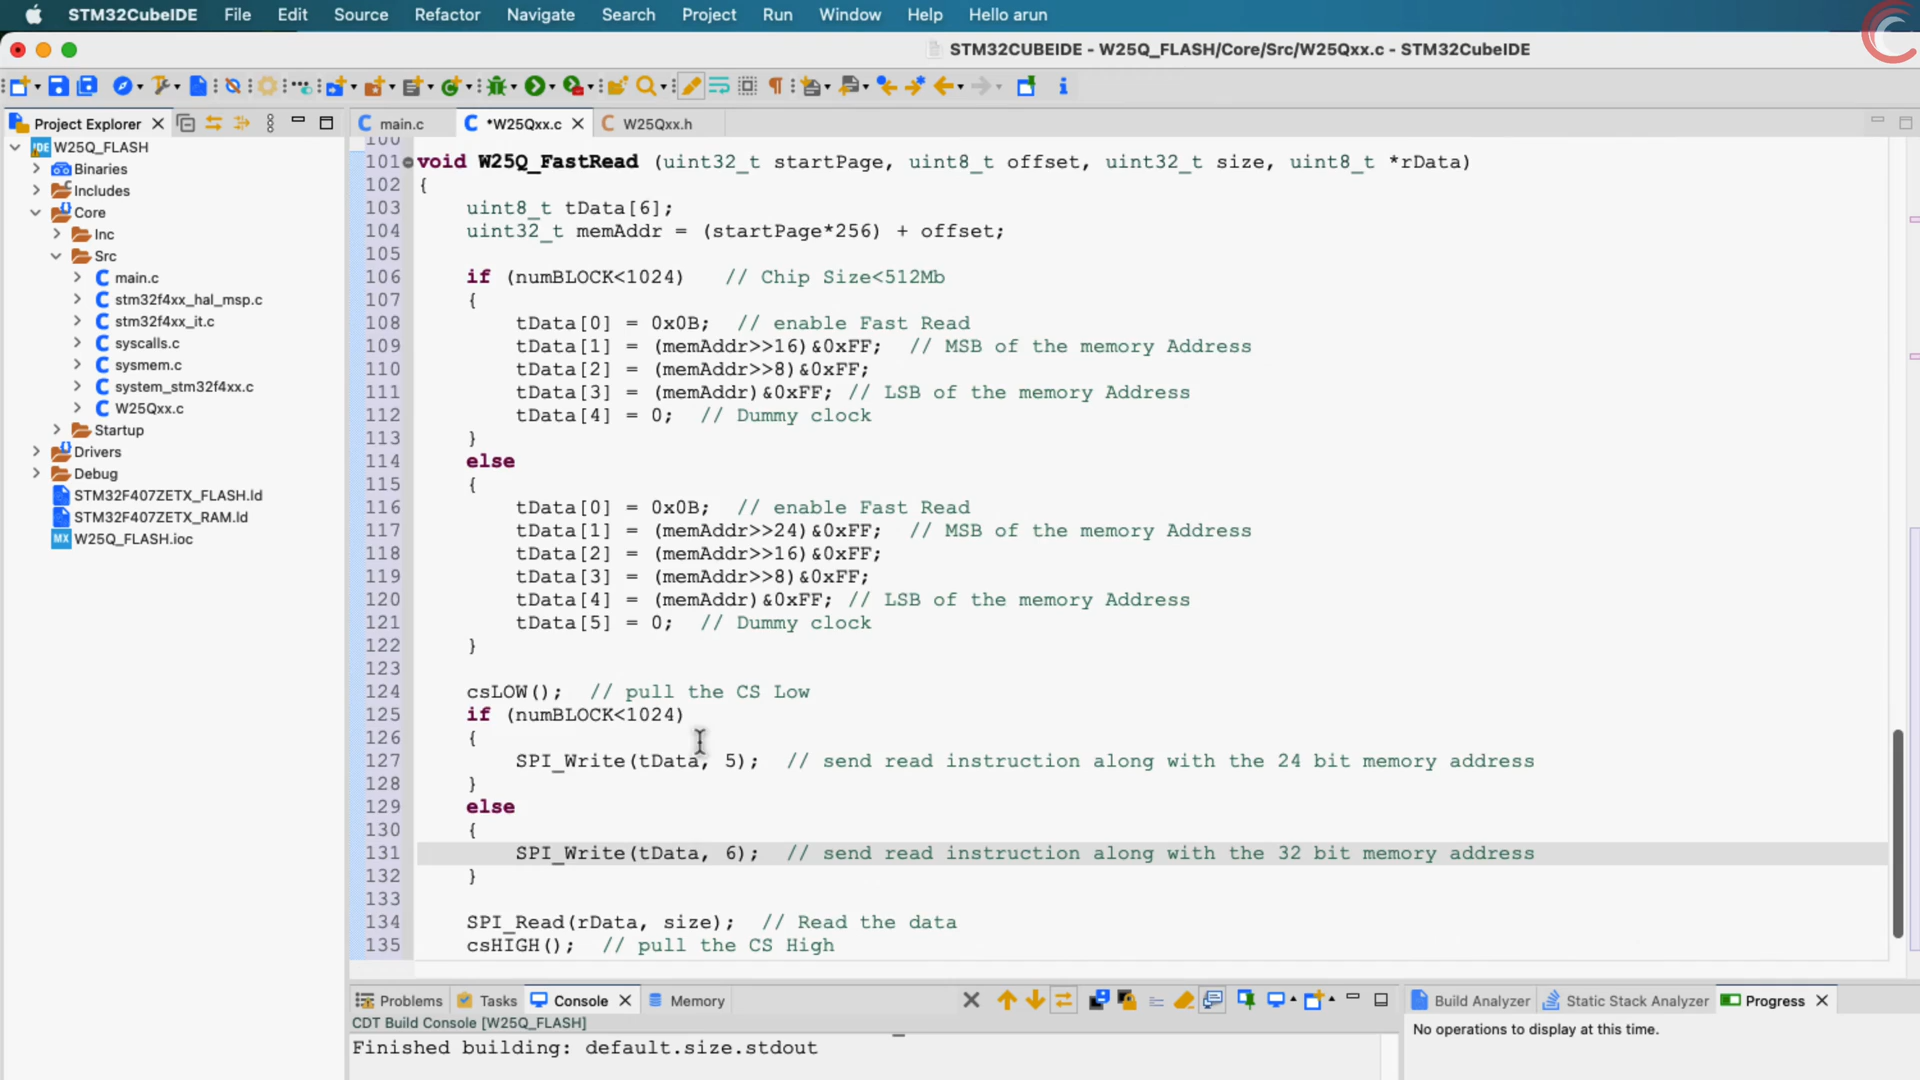 STM32CubeIDE File Edit Source Refactor Navigate Search Project Run Window Help Hello arun
STM32CUBEIDE - W25Q_FLASH/Core/Src/W25Qxx.c - STM32CubeIDE
Project Explorer
W25Q_FLASH
Binaries
Includes
Core
Inc
Src
main.c
stm32f4xx_hal_msp.c
stm32f4xx_it.c
syscalls.c
sysmem.c
system_stm32f4xx.c
W25Qxx.c
Startup
Drivers
Debug
STM32F407ZETX_FLASH.ld
STM32F407ZETX_RAM.ld
W25Q_FLASH.ioc
main.c *W25Qxx.c W25Qxx.h
100
101 void W25Q_FastRead (uint32_t startPage, uint8_t offset, uint32_t size, uint8_t *rData)
102 {
103 uint8_t tData[6];
104 uint32_t memAddr = (startPage*256) + offset;
105
106 if (numBLOCK<1024) // Chip Size<512Mb
107 {
108 tData[0] = 0x0B; // enable Fast Read
109 tData[1] = (memAddr>>16)&0xFF; // MSB of the memory Address
110 tData[2] = (memAddr>>8)&0xFF;
111 tData[3] = (memAddr)&0xFF; // LSB of the memory Address
112 tData[4] = 0; // Dummy clock
113 }
114 else
115 {
116 tData[0] = 0x0B; // enable Fast Read
117 tData[1] = (memAddr>>24)&0xFF; // MSB of the memory Address
118 tData[2] = (memAddr>>16)&0xFF;
119 tData[3] = (memAddr>>8)&0xFF;
120 tData[4] = (memAddr)&0xFF; // LSB of the memory Address
121 tData[5] = 0; // Dummy clock
122 }
123
124 csLOW(); // pull the CS Low
125 if (numBLOCK<1024)
126 {
127 SPI_Write(tData, 5); // send read instruction along with the 24 bit memory address
128 }
129 else
130 {
131 SPI_Write(tData, 6); // send read instruction along with the 32 bit memory address
132 }
133
134 SPI_Read(rData, size); // Read the data
135 csHIGH(); // pull the CS High
Problems Tasks Console Memory
CDT Build Console [W25Q_FLASH]
Finished building: default.size.stdout
Build Analyzer Static Stack Analyzer Progress
No operations to display at this time.